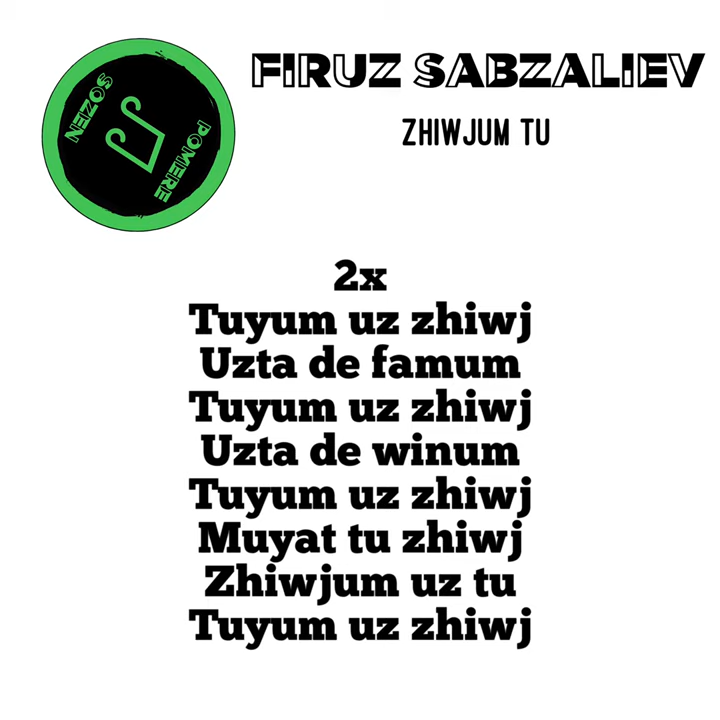 SOZEN
POMERE
FIRUZ SABZALIEV
ZHIWJUM TU
2x
Tuyum uz zhiwj
Uzta de famum
Tuyum uz zhiwj
Uzta de winum
Tuyum uz zhiwj
Muyat tu zhiwj
Zhiwjum uz tu
Tuyum uz zhiwj